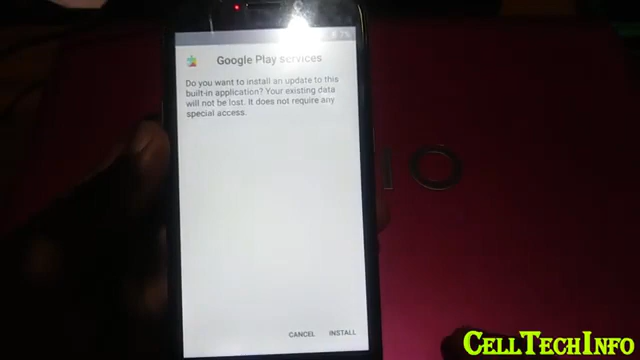 Google Play services
Do you want to install an update to this
built-in application? Your existing data
will not be lost. It does not require any
special access.
CANCEL INSTALL
CellTechInfo